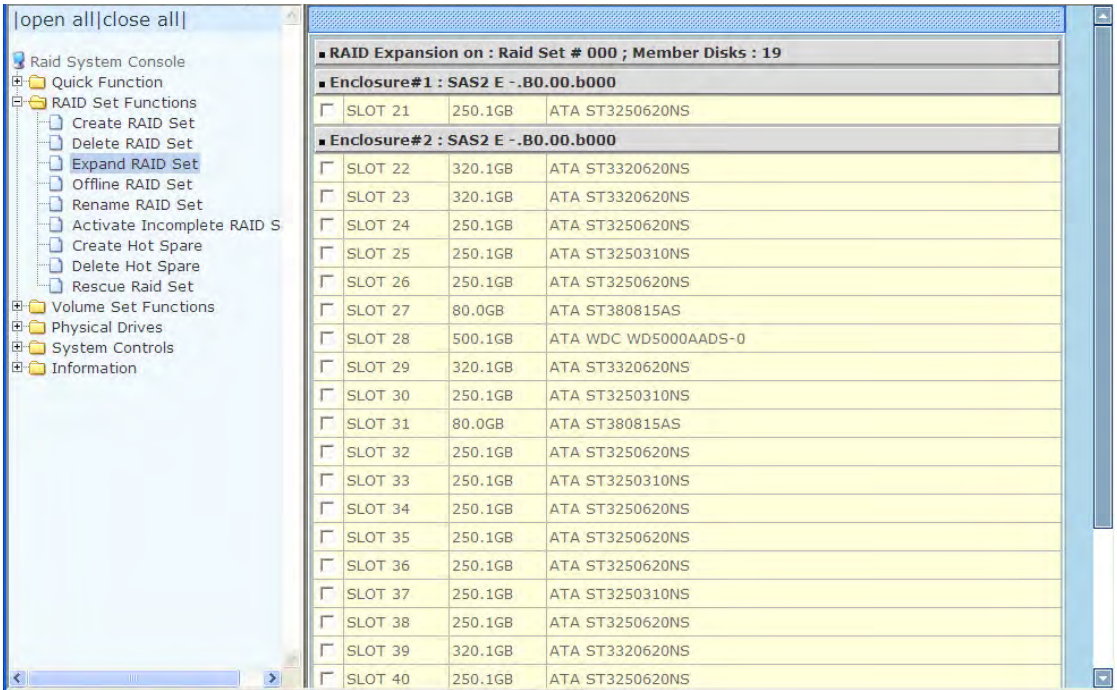 |open all|close all|
Raid System Console
Quick Function
RAID Set Functions
Create RAID Set
Delete RAID Set
Expand RAID Set
Offline RAID Set
Rename RAID Set
Activate Incomplete RAID S
Create Hot Spare
Delete Hot Spare
Rescue Raid Set
Volume Set Functions
Physical Drives
System Controls
Information
RAID Expansion on : Raid Set # 000 ; Member Disks : 19
Enclosure#1 : SAS2 E -.B0.00.b000
SLOT 21 250.1GB ATA ST3250620NS
Enclosure#2 : SAS2 E -.B0.00.b000
SLOT 22 320.1GB ATA ST3320620NS
SLOT 23 320.1GB ATA ST3320620NS
SLOT 24 250.1GB ATA ST3250620NS
SLOT 25 250.1GB ATA ST3250310NS
SLOT 26 250.1GB ATA ST3250620NS
SLOT 27 80.0GB ATA ST380815AS
SLOT 28 500.1GB ATA WDC WD5000AADS-0
SLOT 29 320.1GB ATA ST3320620NS
SLOT 30 250.1GB ATA ST3250310NS
SLOT 31 80.0GB ATA ST380815AS
SLOT 32 250.1GB ATA ST3250620NS
SLOT 33 250.1GB ATA ST3250310NS
SLOT 34 250.1GB ATA ST3250620NS
SLOT 35 250.1GB ATA ST3250620NS
SLOT 36 250.1GB ATA ST3250620NS
SLOT 37 250.1GB ATA ST3250310NS
SLOT 38 250.1GB ATA ST3250620NS
SLOT 39 320.1GB ATA ST3320620NS
SLOT 40 250.1GB ATA ST3250620NS